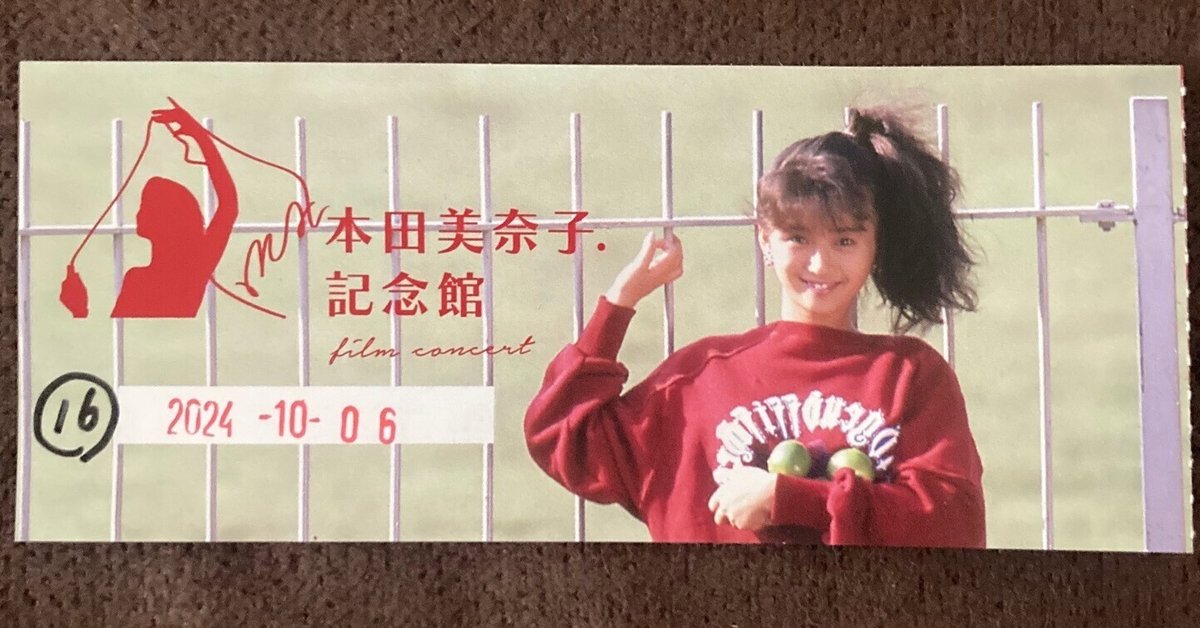 本田美奈子.
記念館
film concert
16
2024 -10- 06